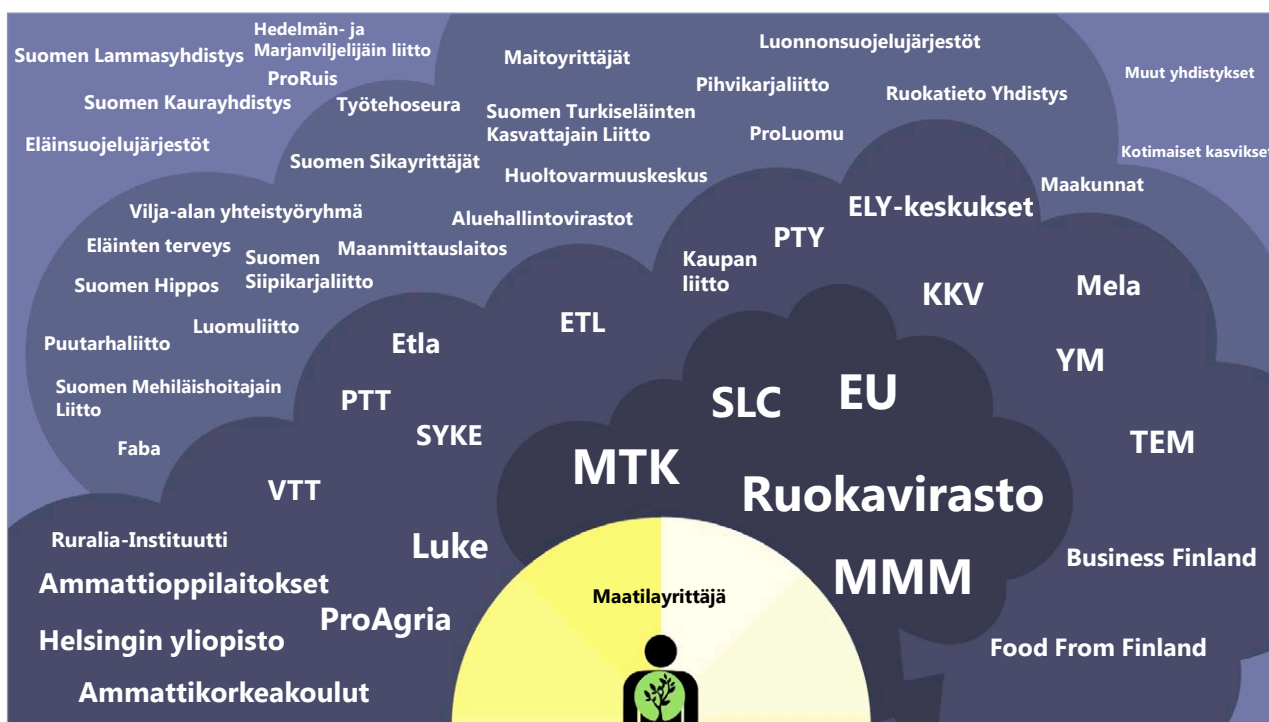 Hedelmän- ja
Marjanviljelijäin liitto
Suomen Lammasyhdistys
ProRuis
Suomen Kaurayhdistys
Työtehoseura
Eläinsuojelujärjestöt
Suomen Sikayrittäjät
Maitoyrittäjät
Luonnonsuojelujärjestöt
Pihvikarjaliitto
Ruokatieto Yhdistys
Muut yhdistykset
Suomen Turkiseläinten
Kasvattajain Liitto
ProLuomu
Kotimaiset kasvikset
Huoltovarmuuskeskus
Maakunnat
Vilja-alan yhteistyöryhmä
Aluehallintovirastot
ELY-keskukset
Eläinten terveys
Suomen
Siipikarjaliitto
Maanmittauslaitos
PTY
Kaupan
liitto
Suomen Hippos
KKV
Mela
Luomuliitto
Puutarhaliitto
Etla
ETL
YM
Suomen Mehiläishoitajain
Liitto
PTT
SLC
EU
Faba
SYKE
TEM
VTT
MTK
Ruokavirasto
Ruralia-Instituutti
Luke
Business Finland
Ammattioppilaitokset
MMM
Maatilayrittäjä
ProAgria
Helsingin yliopisto
Food From Finland
Ammattikorkeakoulut